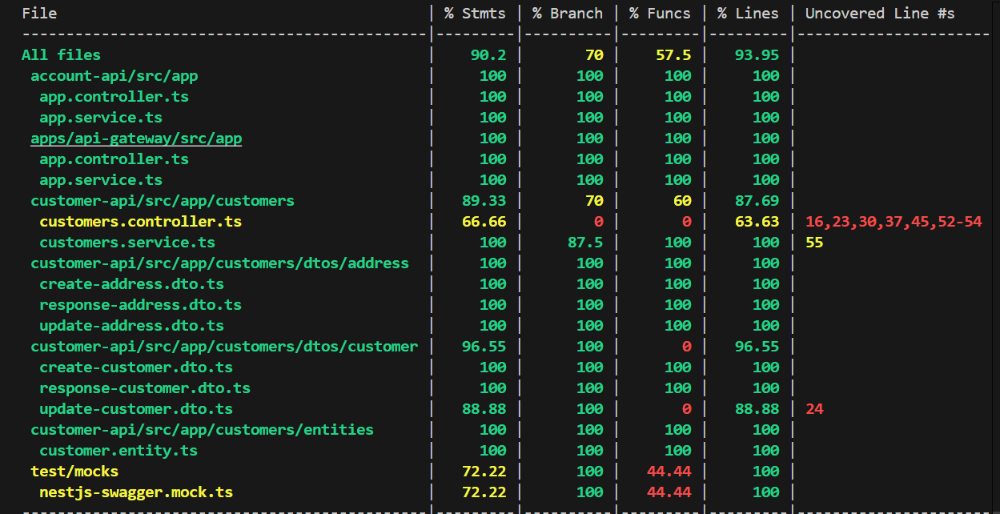 File | % Stmts | % Branch | % Funcs | % Lines | Uncovered Line #s
----------------------------------------------|---------|----------|---------|---------|----------------------
All files | 90.2 | 70 | 57.5 | 93.95 |
account-api/src/app | 100 | 100 | 100 | 100 |
app.controller.ts | 100 | 100 | 100 | 100 |
app.service.ts | 100 | 100 | 100 | 100 |
apps/api-gateway/src/app | 100 | 100 | 100 | 100 |
app.controller.ts | 100 | 100 | 100 | 100 |
app.service.ts | 100 | 100 | 100 | 100 |
customer-api/src/app/customers | 89.33 | 70 | 60 | 87.69 |
customers.controller.ts | 66.66 | 0 | 0 | 63.63 | 16,23,30,37,45,52-54
customers.service.ts | 100 | 87.5 | 100 | 100 | 55
customer-api/src/app/customers/dtos/address | 100 | 100 | 100 | 100 |
create-address.dto.ts | 100 | 100 | 100 | 100 |
response-address.dto.ts | 100 | 100 | 100 | 100 |
update-address.dto.ts | 100 | 100 | 100 | 100 |
customer-api/src/app/customers/dtos/customer | 96.55 | 100 | 0 | 96.55 |
create-customer.dto.ts | 100 | 100 | 100 | 100 |
response-customer.dto.ts | 100 | 100 | 100 | 100 |
update-customer.dto.ts | 88.88 | 100 | 0 | 88.88 | 24
customer-api/src/app/customers/entities | 100 | 100 | 100 | 100 |
customer.entity.ts | 100 | 100 | 100 | 100 |
test/mocks | 72.22 | 100 | 44.44 | 100 |
nestjs-swagger.mock.ts | 72.22 | 100 | 44.44 | 100 |
----------------------------------------------|---------|----------|---------|---------|----------------------